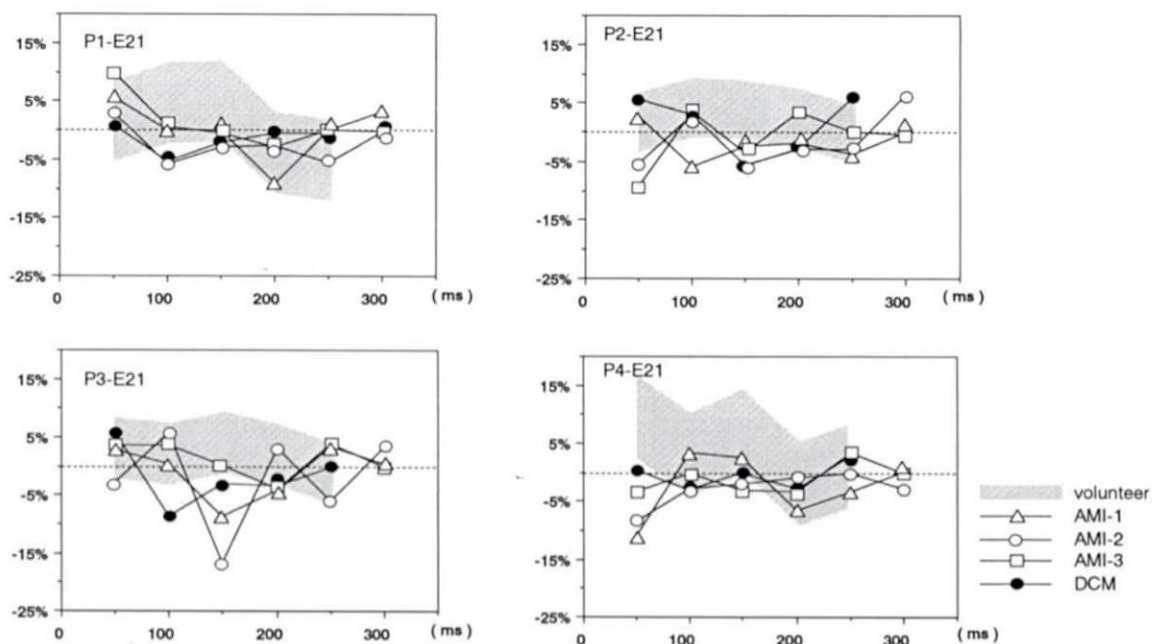 P1-E21
15%
5%
-5%
-15%
-25%
0 100 200 300 (ms)
P2-E21
15%
5%
-5%
-15%
-25%
0 100 200 300 (ms)
P3-E21
15%
5%
-5%
-15%
-25%
0 100 200 300 (ms)
P4-E21
15%
5%
-5%
-15%
-25%
0 100 200 300 (ms)
volunteer
AMI-1
AMI-2
AMI-3
DCM